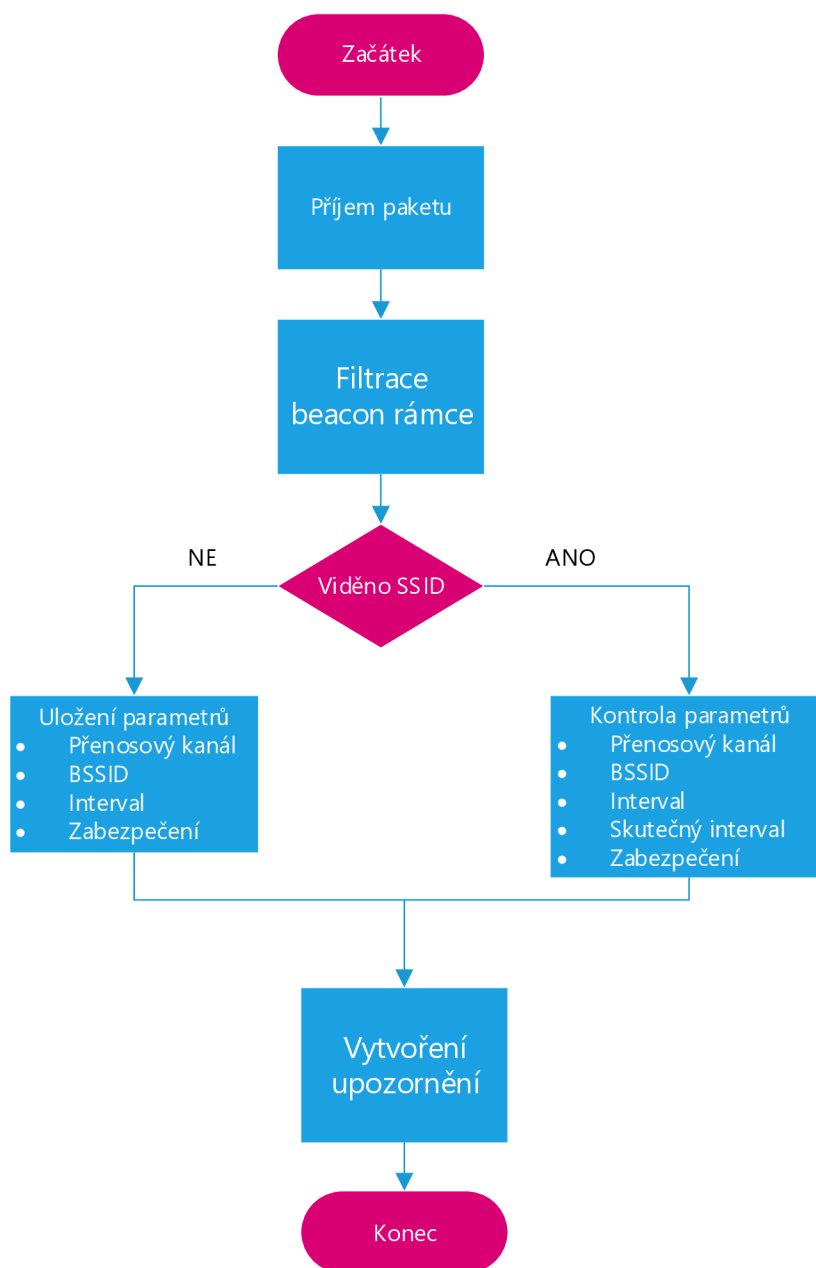 Začátek
Příjem paketu
Filtrace
beacon rámce
NE
Viděno SSID
ANO
Uložení parametrů
• Přenosový kanál
• BSSID
• Interval
• Zabezpečení
Kontrola parametrů
• Přenosový kanál
• BSSID
• Interval
• Skutečný interval
• Zabezpečení
Vytvoření
upozornění
Konec